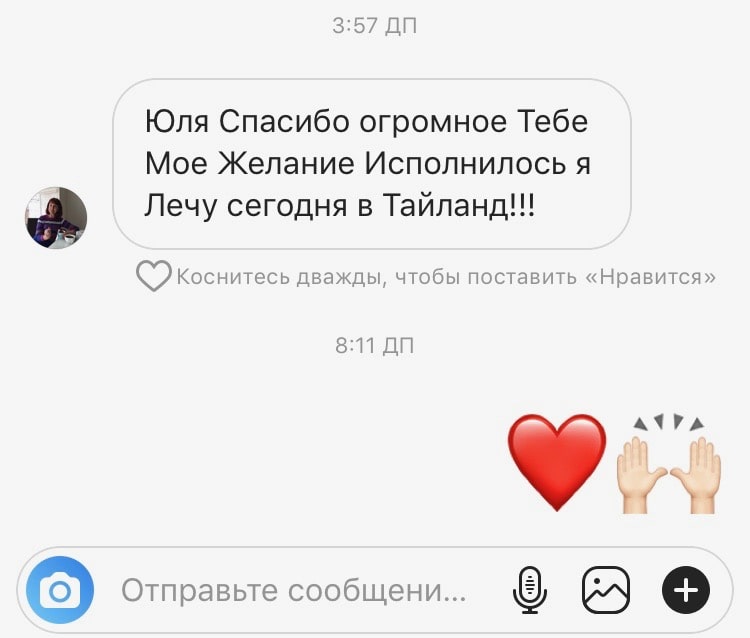 3:57 ДП
Юля Спасибо огромное Тебе
Мое Желание Исполнилось я
Лечу сегодня в Тайланд!!!
Коснитесь дважды, чтобы поставить «Нравится»
8:11 ДП
Отправьте сообщени...